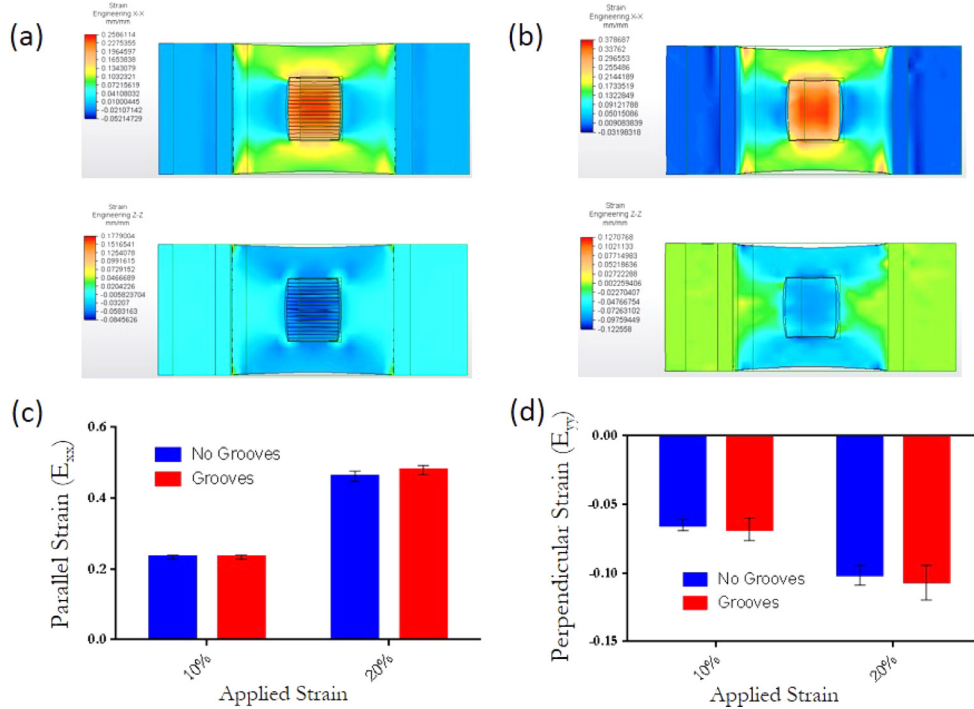 (a)
Strain
Engineering X-X
mm/mm
0.2586114
0.2275355
0.1964597
0.1653838
0.1343079
0.1032321
0.07215619
0.04108032
0.01000445
-0.02107142
-0.05214729
(b)
Strain
Engineering X-X
mm/mm
0.378687
0.33762
0.296553
0.255486
0.2144189
0.1733519
0.1322849
0.09121788
0.05015086
0.009083839
-0.03198318
Strain
Engineering Z-Z
mm/mm
0.1779004
0.1516541
0.1254078
0.0991615
0.0729152
0.0466689
0.0204226
-0.005823704
-0.03207
-0.0583163
-0.0845626
Strain
Engineering Z-Z
mm/mm
0.1270768
0.1021133
0.07714983
0.05218636
0.02722288
0.002259406
-0.02270407
-0.04766754
-0.07263102
-0.09759449
-0.122558
(c)
Parallel Strain (Exx)
0.6
0.4
0.2
0.0
No Grooves
Grooves
10%
20%
Applied Strain
(d)
Perpendicular Strain (Eyy)
0.00
-0.05
-0.10
-0.15
No Grooves
Grooves
10%
20%
Applied Strain